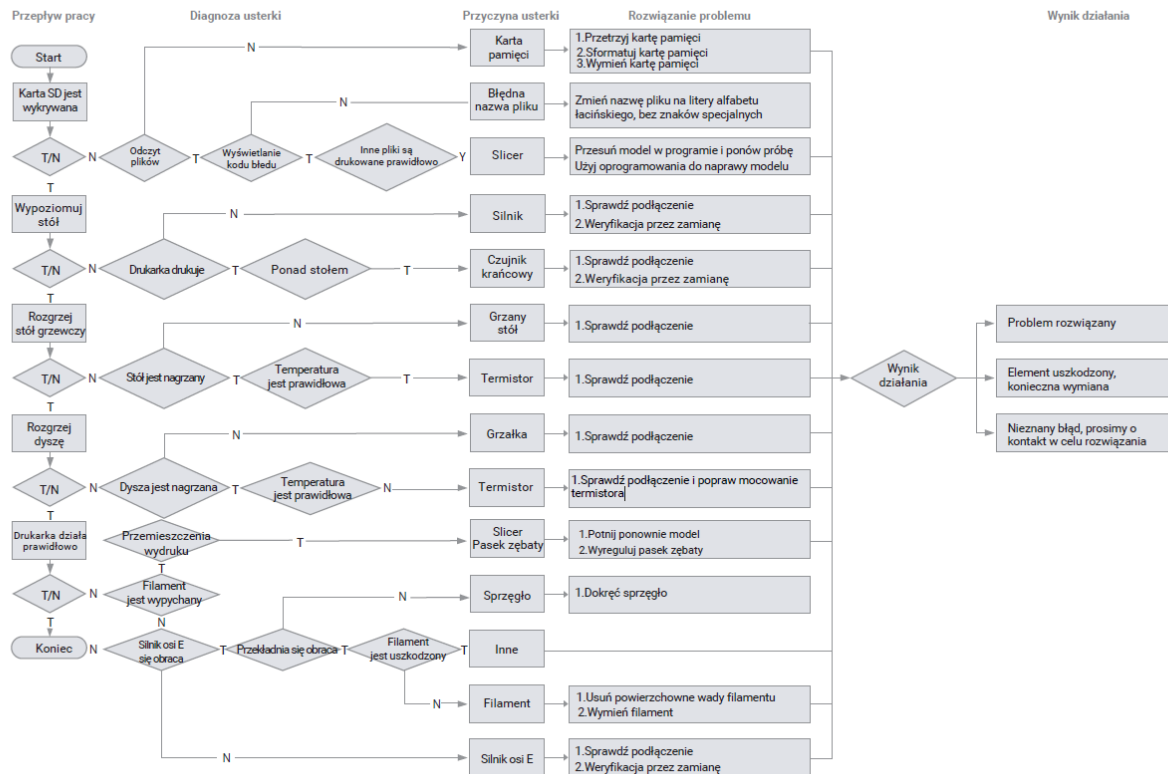 Przepływ pracy
Diagnoza usterki
Przyczyna usterki
Rozwiązanie problemu
Wynik działania
Start
N
Karta
pamięci
1.Przetrzyj kartę pamięci
2.Sformatuj kartę pamięci
3.Wymień kartę pamięci
Karta SD jest
wykrywana
N
Błędna
nazwa pliku
Zmień nazwę pliku na litery alfabetu
łacińskiego, bez znaków specjalnych
T/N
N
Odczyt
plików
T
Wyświetlanie
kodu błedu
T
Inne pliki są
drukowane prawidłowo
Y
Slicer
Przesuń model w programie i ponów próbę
Użyj oprogramowania do naprawy modelu
T
Wypoziomuj
stół
N
Silnik
1.Sprawdź podłączenie
2.Weryfikacja przez zamianę
T/N
N
Drukarka drukuje
T
Ponad stołem
T
Czujnik
krańcowy
1.Sprawdź podłączenie
2.Weryfikacja przez zamianę
T
Rozgrzej
stół grzewczy
N
Grzany
stół
1.Sprawdź podłączenie
Problem rozwiązany
T/N
N
Stół jest nagrzany
T
Temperatura
jest prawidłowa
T
Termistor
1.Sprawdź podłączenie
Wynik
działania
Element uszkodzony,
konieczna wymiana
T
Rozgrzej
dyszę
N
Grzałka
1.Sprawdź podłączenie
Nieznany błąd, prosimy o
kontakt w celu rozwiązania
T/N
N
Dysza jest nagrzana
T
Temperatura
jest prawidłowa
N
Termistor
1.Sprawdź podłączenie i popraw mocowanie
termistora
T
Drukarka działa
prawidłowo
Przemieszczenia
wydruku
T
Slicer
Pasek zębaty
1.Potnij ponownie model
2.Wyreguluj pasek zębaty
T
T/N
N
Filament
jest wypychany
N
Sprzęgło
1.Dokręć sprzęgło
T
N
Koniec
N
Silnik osi E
się obraca
T
Przekładnia się obraca
T
Filament
jest uszkodzony
T
Inne
N
Filament
1.Usuń powierzchowne wady filamentu
2.Wymień filament
N
Silnik osi E
1.Sprawdź podłączenie
2.Weryfikacja przez zamianę